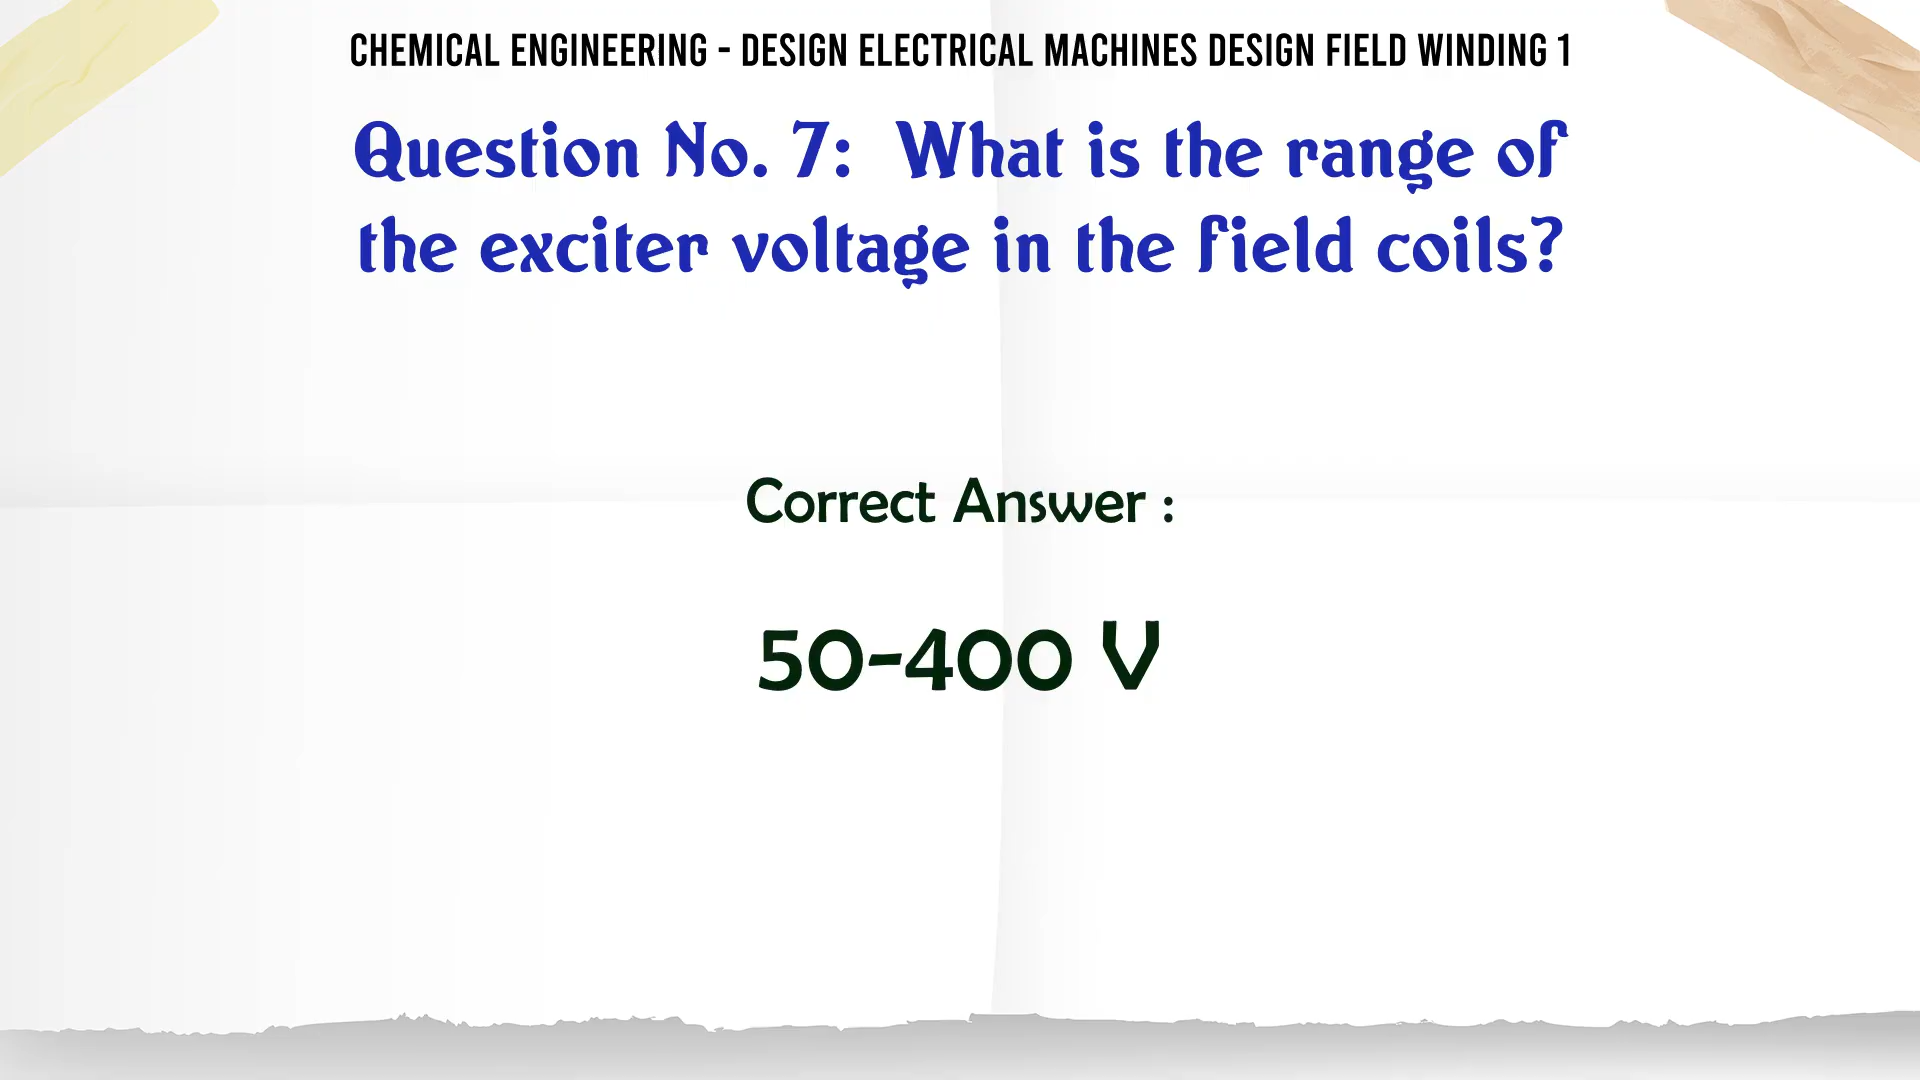 CHEMICAL ENGINEERING - DESIGN ELECTRICAL MACHINES DESIGN FIELD WINDING 1
Question No. 7: What is the range of
the exciter voltage in the field coils?
Correct Answer :
50-400 V